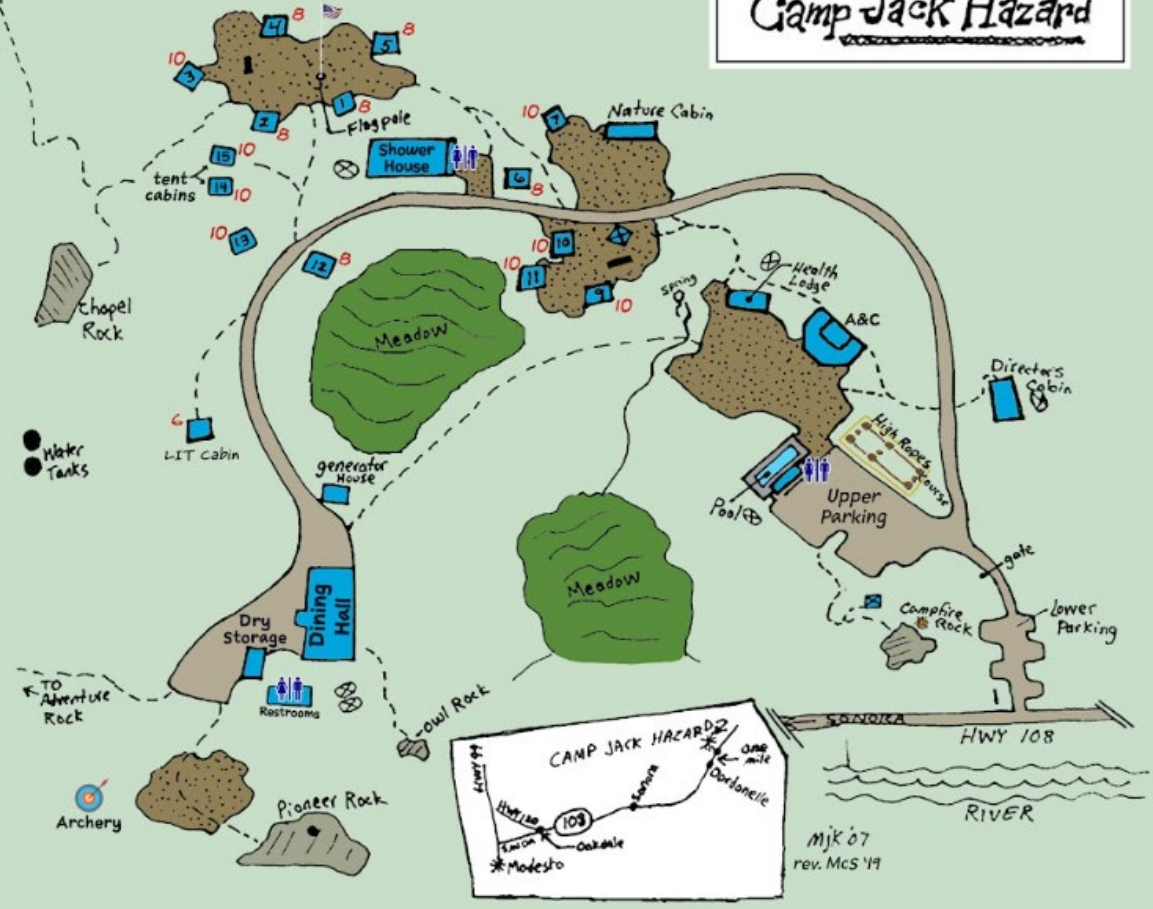 Camp Jack Hazard
4
8
5
8
10
3
1
8
Flagpole
2
8
10
7
Nature Cabin
Shower
House
15
10
tent
cabins
14
10
6
8
10
13
10
10
12
8
10
11
9
10
Spring
Health
Lodge
A&C
Chapel
Rock
Meadow
Director's
Cabin
6
LIT Cabin
Water
Tanks
generator
House
High Ropes
Course
Pool
Upper
Parking
gate
Meadow
Dining
Hall
Dry
Storage
Campfire
Rock
Lower
Parking
TO
Adventure
Rock
Restrooms
Owl Rock
SONORA
HWY 108
CAMP JACK HAZARD
one
mile
Dardanelle
HWY 99
Sonora
HWY 120
108
Oakdale
Modesto
Archery
Pioneer Rock
RIVER
MJK '07
rev. McS '19